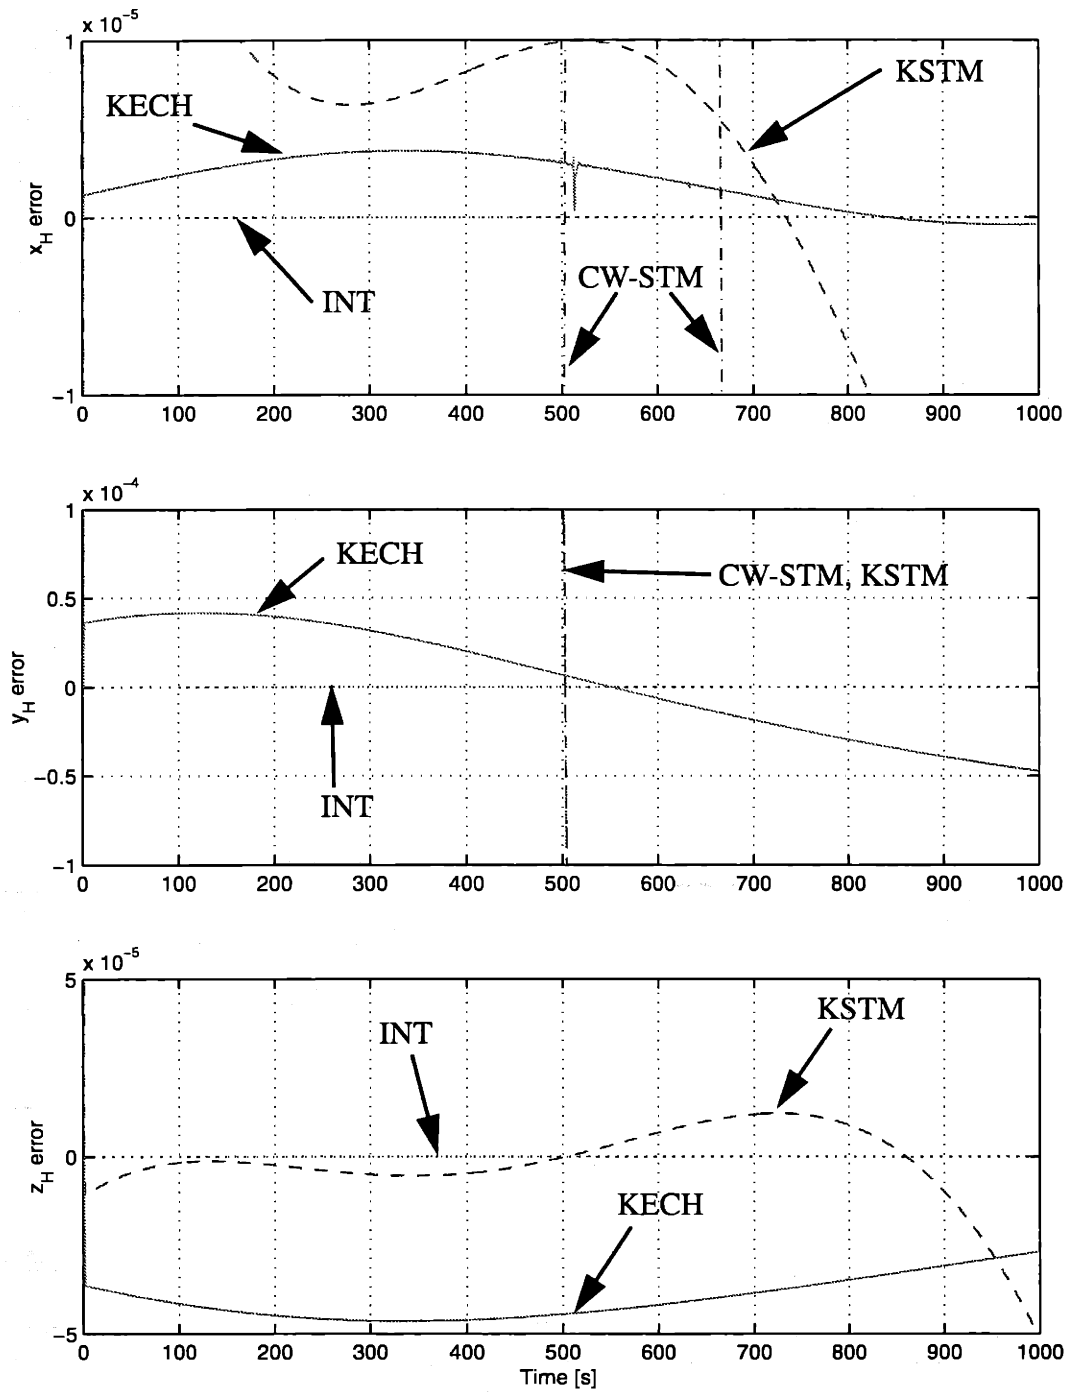 x 10⁻⁵
1
0
−1
x_H error
KECH
KSTM
INT
CW-STM
0 100 200 300 400 500 600 700 800 900 1000
x 10⁻⁴
1
0.5
0
−0.5
−1
y_H error
KECH
CW-STM, KSTM
INT
0 100 200 300 400 500 600 700 800 900 1000
x 10⁻⁵
5
0
−5
z_H error
INT
KSTM
KECH
0 100 200 300 400 500 600 700 800 900 1000
Time [s]